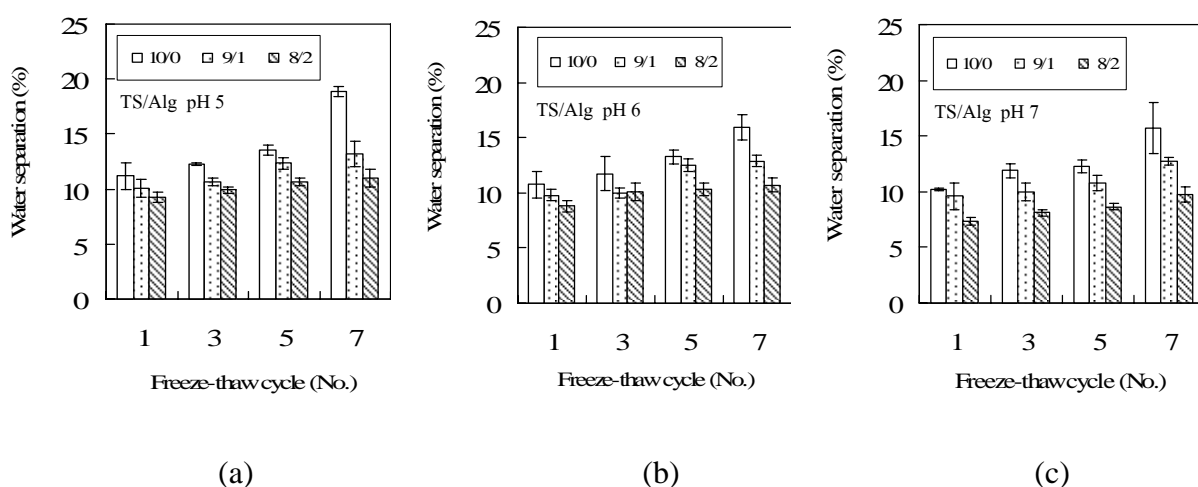 25
20
15
10
5
0
Water separation (%)
10/0 9/1 8/2
TS/Alg pH 5
1 3 5 7
Freeze-thaw cycle (No.)
(a)
25
20
15
10
5
0
Water separation (%)
10/0 9/1 8/2
TS/Alg pH 6
1 3 5 7
Freeze-thaw cycle (No.)
(b)
25
20
15
10
5
0
Water separation (%)
10/0 9/1 8/2
TS/Alg pH 7
1 3 5 7
Freeze-thaw cycle (No.)
(c)